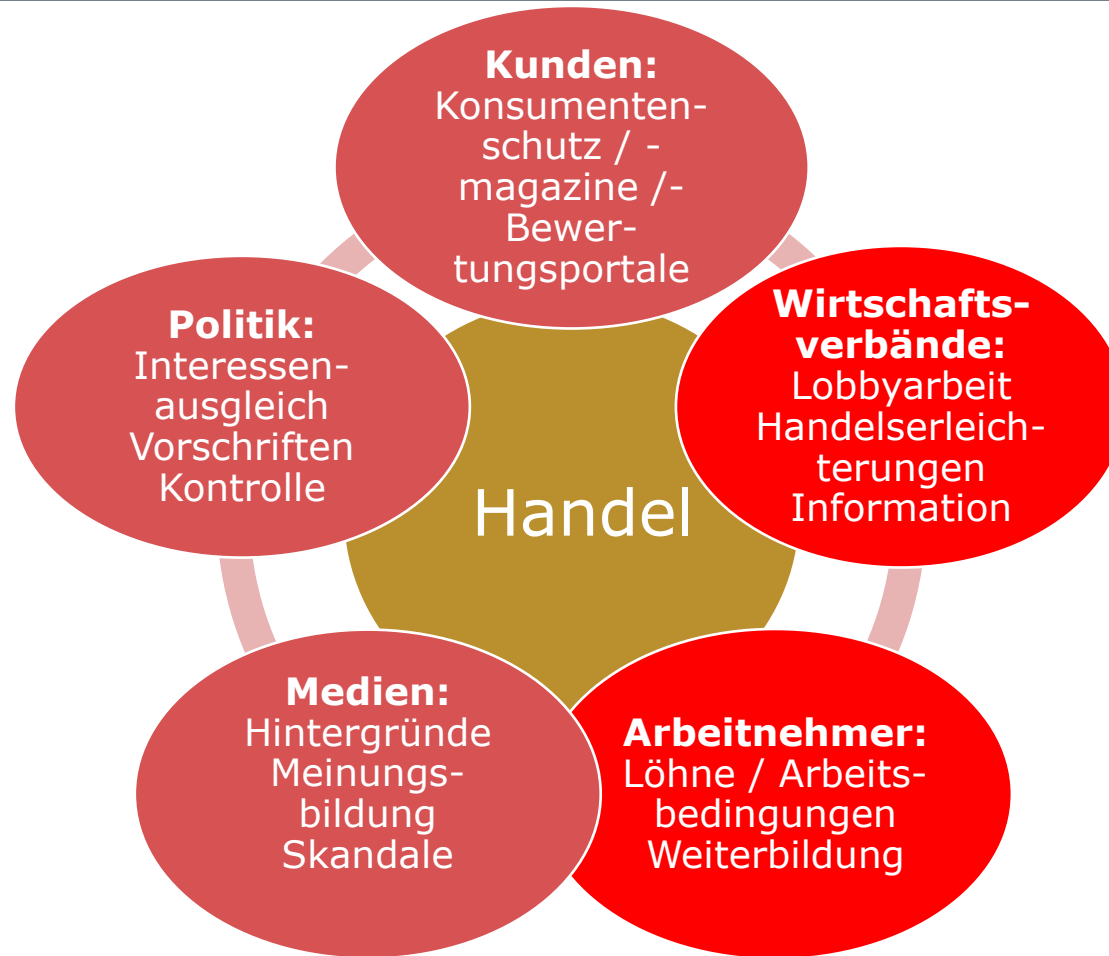 Kunden:
Konsumenten-
schutz / -
magazine /-
Bewer-
tungsportale
Wirtschafts-
verbände:
Lobbyarbeit
Handelserleich-
terungen
Information
Arbeitnehmer:
Löhne / Arbeits-
bedingungen
Weiterbildung
Medien:
Hintergründe
Meinungs-
bildung
Skandale
Politik:
Interessen-
ausgleich
Vorschriften
Kontrolle
Handel